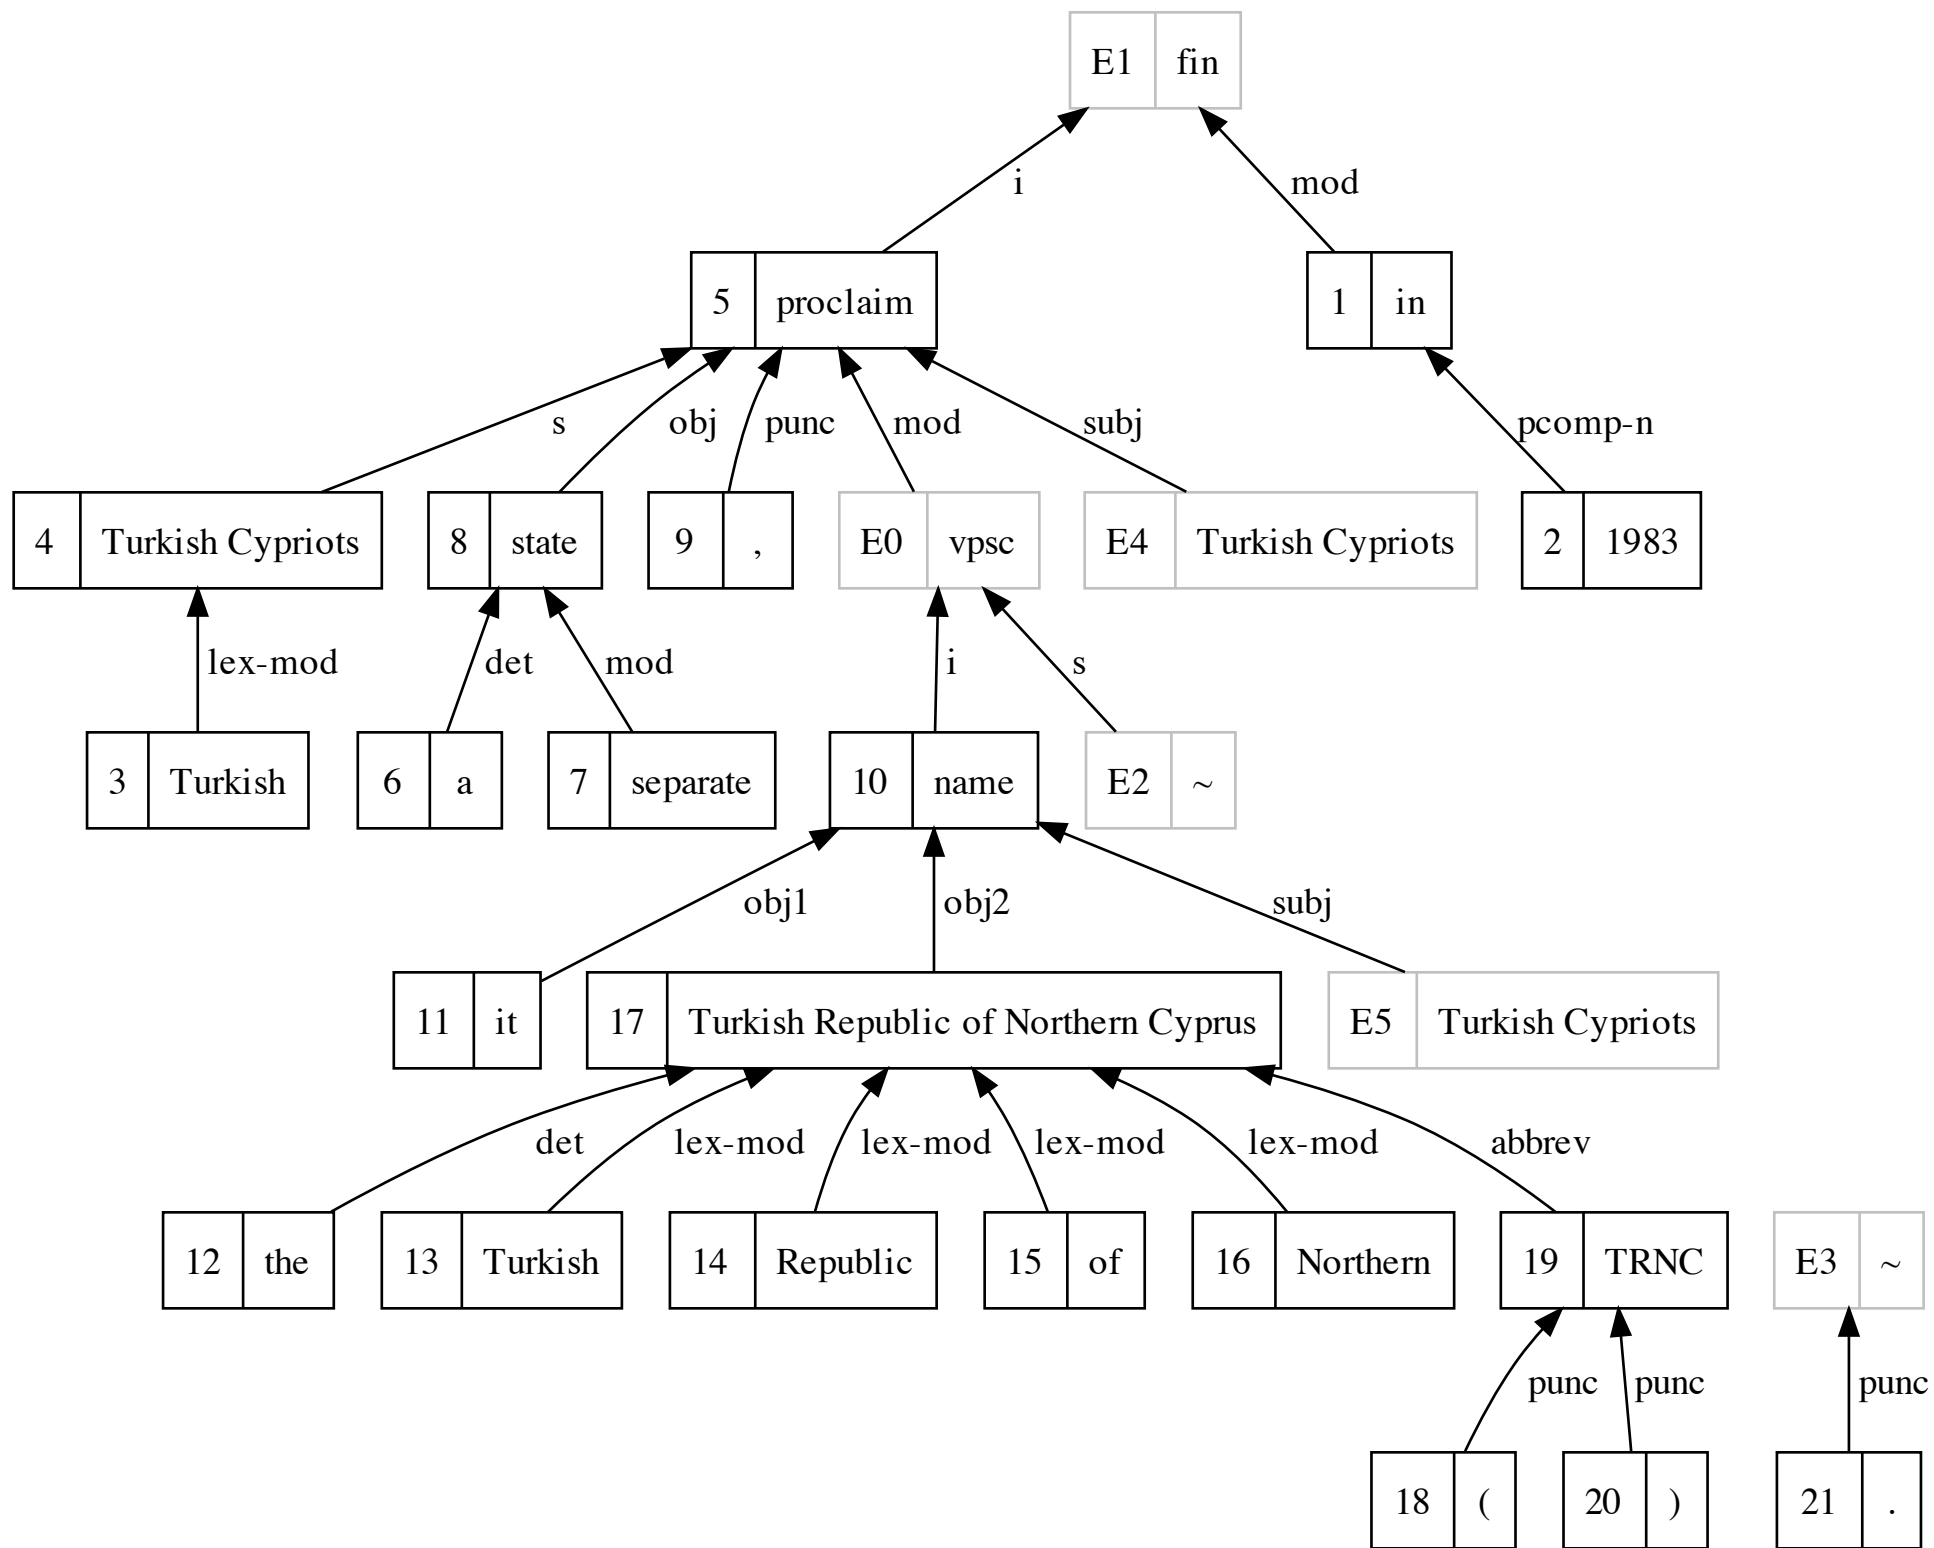 E1 fin
i mod
5 proclaim 1 in
s obj punc mod subj pcomp-n
4 Turkish Cypriots 8 state 9 , E0 vpsc E4 Turkish Cypriots 2 1983
lex-mod det mod i s
3 Turkish 6 a 7 separate 10 name E2 ~
obj1 obj2 subj
11 it 17 Turkish Republic of Northern Cyprus E5 Turkish Cypriots
det lex-mod lex-mod lex-mod lex-mod abbrev
12 the 13 Turkish 14 Republic 15 of 16 Northern 19 TRNC E3 ~
punc punc punc
18 ( 20 ) 21 .